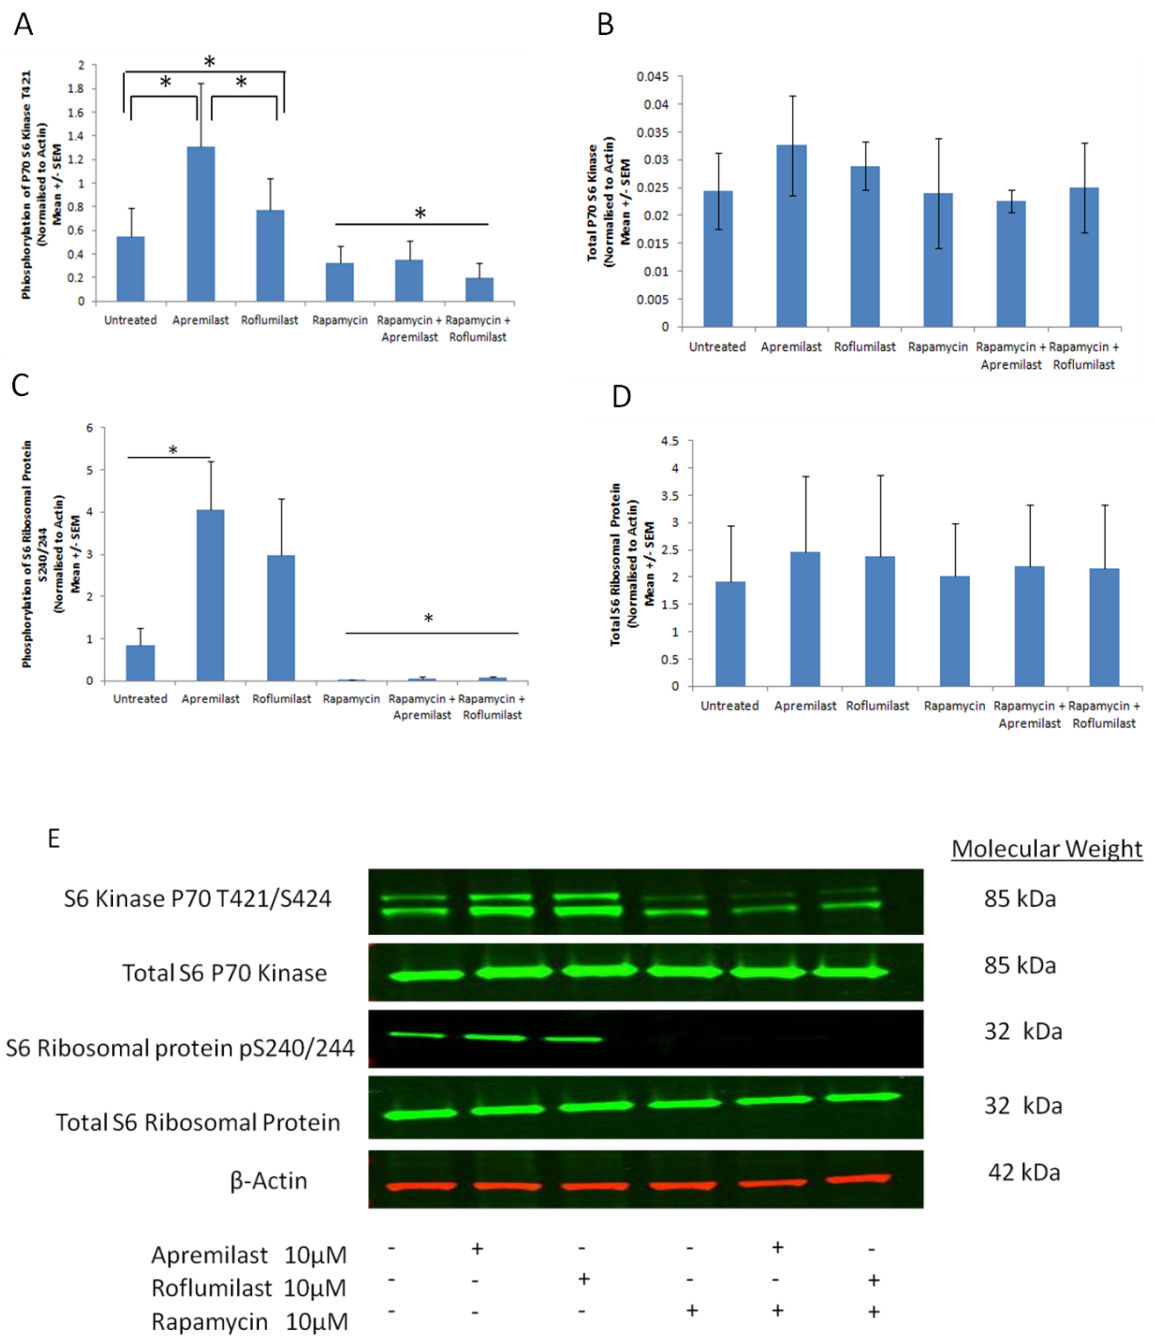 A
Phiosphorylation of P70 S6 Kinase T421
(Normailsed to Actin)
Mean +/- SEM
2
1.8
1.6
1.4
1.2
1
0.8
0.6
0.4
0.2
0
*
* *
*
Untreated Apremilast Roflumilast Rapamycin Rapamycin + Rapamycin +
Apremilast Roflumilast
B
Total P70 S6 Kinase
(Normalised to Actin)
Mean +/- SEM
0.045
0.04
0.035
0.03
0.025
0.02
0.015
0.01
0.005
0
Untreated Apremilast Roflumilast Rapamycin Rapamycin + Rapamycin +
Apremilast Roflumilast
C
Phosphorylation of S6 Ribosomal Protein
S240/244
(Normalised to Actin)
Mean +/- SEM
6
5
4
3
2
1
0
*
*
Untreated Apremilast Roflumilast Rapamycin Rapamycin + Rapamycin +
Apremilast Roflumilast
D
Total S6 Ribosomal Protein
(Normalised to Actin)
Mean +/- SEM
4.5
4
3.5
3
2.5
2
1.5
1
0.5
0
Untreated Apremilast Roflumilast Rapamycin Rapamycin + Rapamycin +
Apremilast Roflumilast
E
Molecular Weight
S6 Kinase P70 T421/S424 85 kDa
Total S6 P70 Kinase 85 kDa
S6 Ribosomal protein pS240/244 32 kDa
Total S6 Ribosomal Protein 32 kDa
β-Actin 42 kDa
Apremilast 10µM - + - - + -
Roflumilast 10µM - - + - - +
Rapamycin 10µM - - - + + +